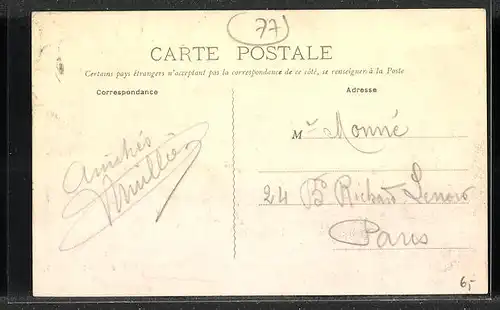 77
CARTE POSTALE
Certains pays étrangers n'acceptant pas la correspondance de ce côté, se renseigner à la Poste
Correspondance
Adresse
Mr Monné
Amitiés
24 Bd Richard Lenoir
Paris
6,-